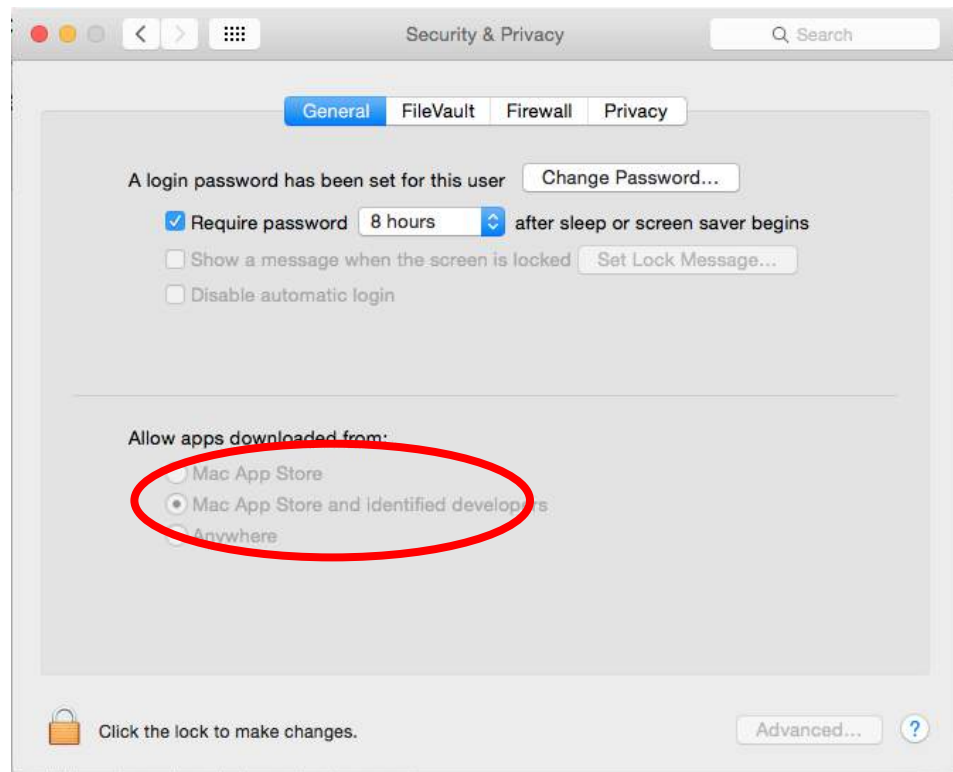 Security & Privacy
Search
General FileVault Firewall Privacy
A login password has been set for this user Change Password...
Require password 8 hours after sleep or screen saver begins
Show a message when the screen is locked Set Lock Message...
Disable automatic login
Allow apps downloaded from:
Mac App Store
Mac App Store and identified developers
Anywhere
Click the lock to make changes.
Advanced... ?